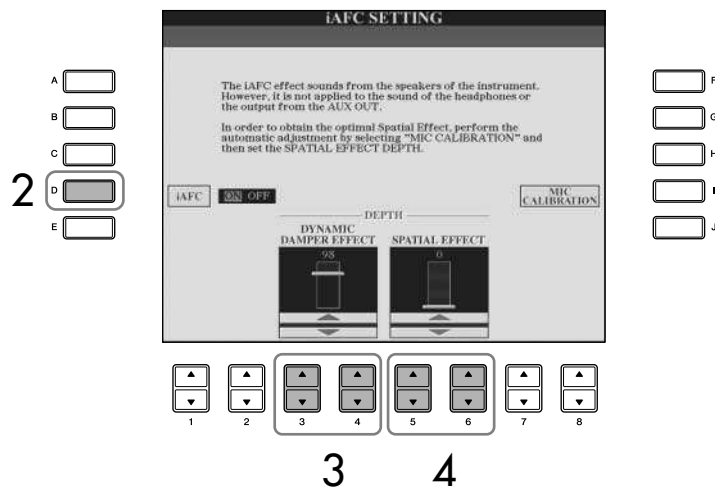 iAFC SETTING
The iAFC effect sounds from the speakers of the instrument.
However, it is not applied to the sound of the headphones or
the output from the AUX OUT.
In order to obtain the optimal Spatial Effect, perform the
automatic adjustment by selecting "MIC CALIBRATION" and
then set the SPATIAL EFFECT DEPTH.
A
B
C
2
D
E
F
G
H
I
J
iAFC ON OFF
MIC
CALIBRATION
DEPTH
DYNAMIC
DAMPER EFFECT
SPATIAL EFFECT
98
0
1 2 3 4 5 6 7 8
3 4